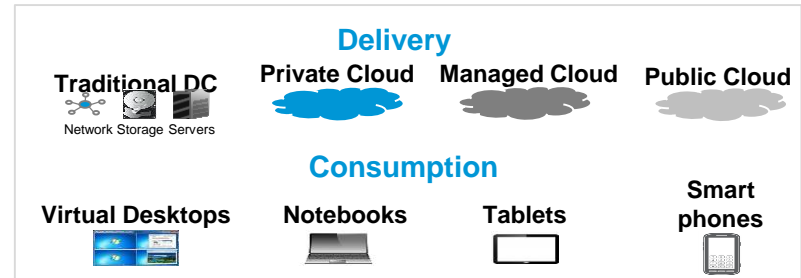 Delivery
Traditional DC
Private Cloud
Managed Cloud
Public Cloud
Network Storage Servers
Consumption
Virtual Desktops
Notebooks
Tablets
Smart
phones